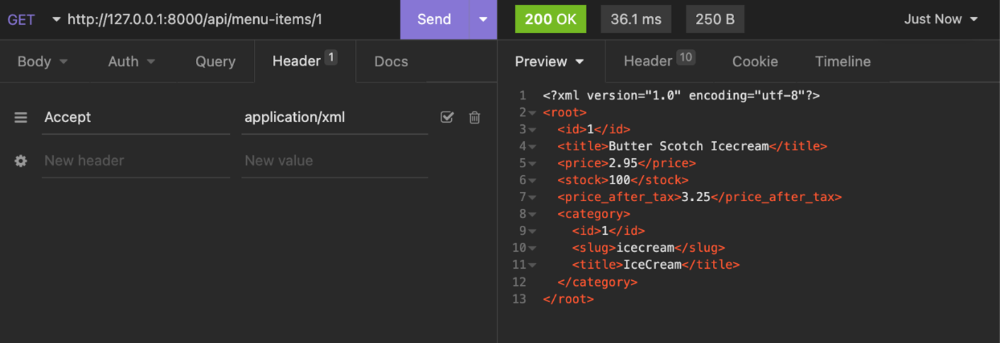 GET http://127.0.0.1:8000/api/menu-items/1 Send 200 OK 36.1 ms 250 B Just Now
Body Auth Query Header 1 Docs Preview Header 10 Cookie Timeline
Accept application/xml
New header New value
1 <?xml version="1.0" encoding="utf-8"?>
2 <root>
3 <id>1</id>
4 <title>Butter Scotch Icecream</title>
5 <price>2.95</price>
6 <stock>100</stock>
7 <price_after_tax>3.25</price_after_tax>
8 <category>
9 <id>1</id>
10 <slug>icecream</slug>
11 <title>IceCream</title>
12 </category>
13 </root>